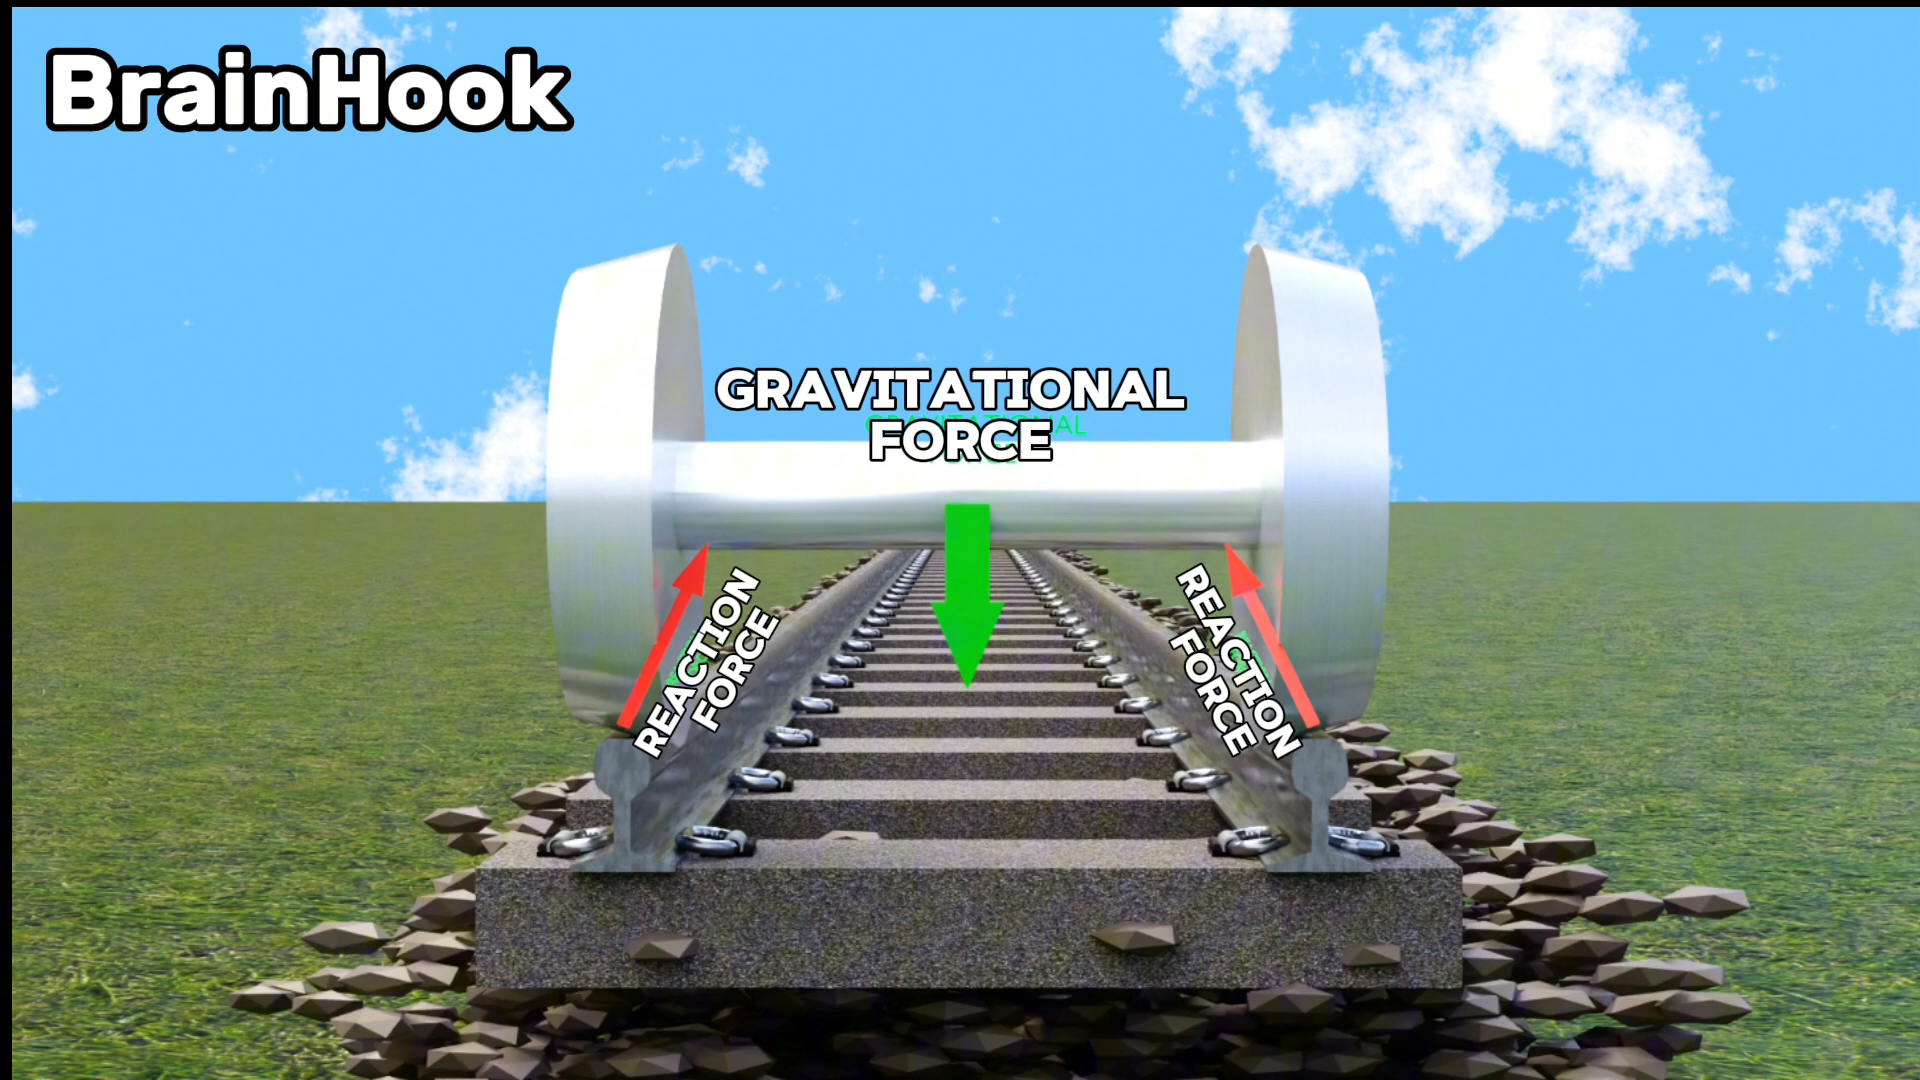 BrainHook
GRAVITATIONAL
FORCE
REACTION
FORCE
REACTION
FORCE